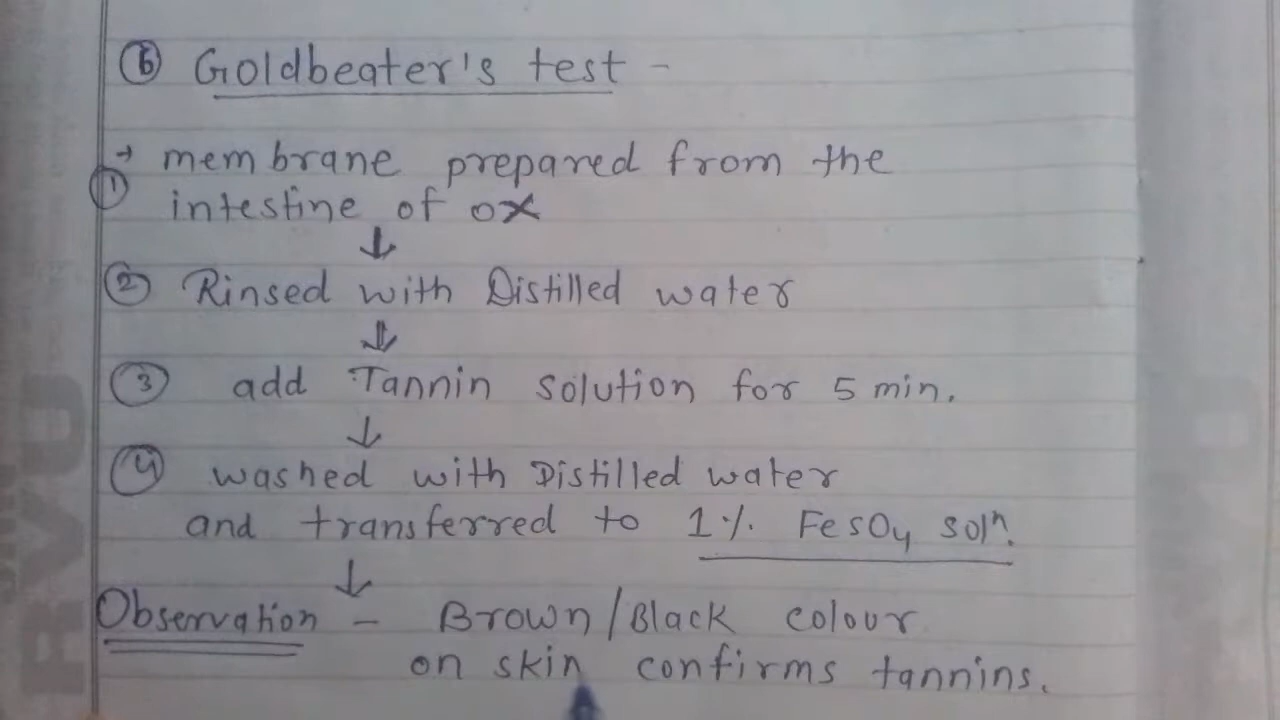 ⑥ Goldbeater's test -
→ membrane prepared from the
① intestine of ox
↓
② Rinsed with Distilled water
↓
③ add Tannin solution for 5 min.
↓
④ washed with Distilled water
and transferred to 1% FeSO4 solⁿ.
↓
Observation - Brown/Black colour
on skin confirms tannins.